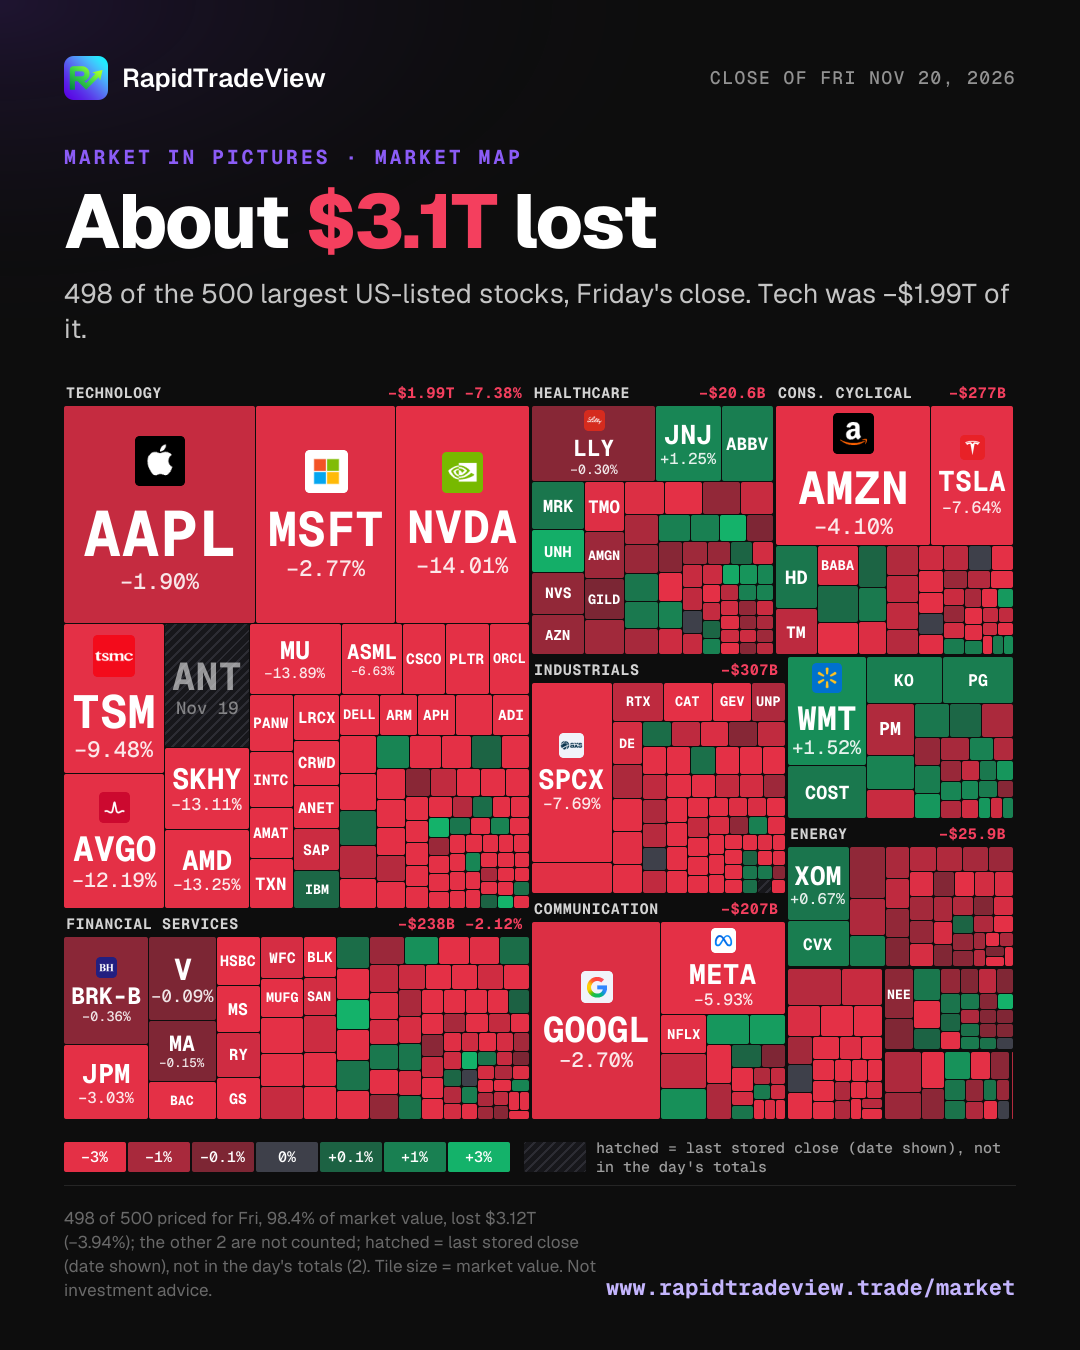 RapidTradeView
CLOSE OF FRI NOV 20, 2026
MARKET IN PICTURES · MARKET MAP
About $3.1T lost
498 of the 500 largest US-listed stocks, Friday's close. Tech was −$1.99T of
it.
TECHNOLOGY
−$1.99T −7.38%
HEALTHCARE
−$20.6B
CONS. CYCLICAL
−$277B
AAPL
−1.90%
MSFT
−2.77%
NVDA
−14.01%
Lilly
LLY
−0.30%
JNJ
+1.25%
ABBV
a
AMZN
−4.10%
TSLA
−7.64%
MRK
TMO
UNH
AMGN
NVS
GILD
AZN
HD
BABA
TM
tsmc
TSM
−9.48%
ANT
Nov 19
MU
−13.89%
ASML
−6.63%
CSCO
PLTR
ORCL
PANW
LRCX
DELL
ARM
APH
ADI
SKHY
−13.11%
INTC
CRWD
ANET
AVGO
−12.19%
AMD
−13.25%
AMAT
SAP
TXN
IBM
INDUSTRIALS
−$307B
SPCX
−7.69%
RTX
CAT
GEV
UNP
DE
WMT
+1.52%
KO
PG
PM
COST
ENERGY
−$25.9B
XOM
+0.67%
CVX
FINANCIAL SERVICES
−$238B −2.12%
BH
BRK-B
−0.36%
V
−0.09%
HSBC
WFC
BLK
MS
MUFG
SAN
MA
−0.15%
RY
JPM
−3.03%
BAC
GS
COMMUNICATION
−$207B
GOOGL
−2.70%
META
−5.93%
NFLX
NEE
−3%
−1%
−0.1%
0%
+0.1%
+1%
+3%
hatched = last stored close (date shown), not
in the day's totals
498 of 500 priced for Fri, 98.4% of market value, lost $3.12T
(−3.94%); the other 2 are not counted; hatched = last stored close
(date shown), not in the day's totals (2). Tile size = market value. Not
investment advice.
www.rapidtradeview.trade/market